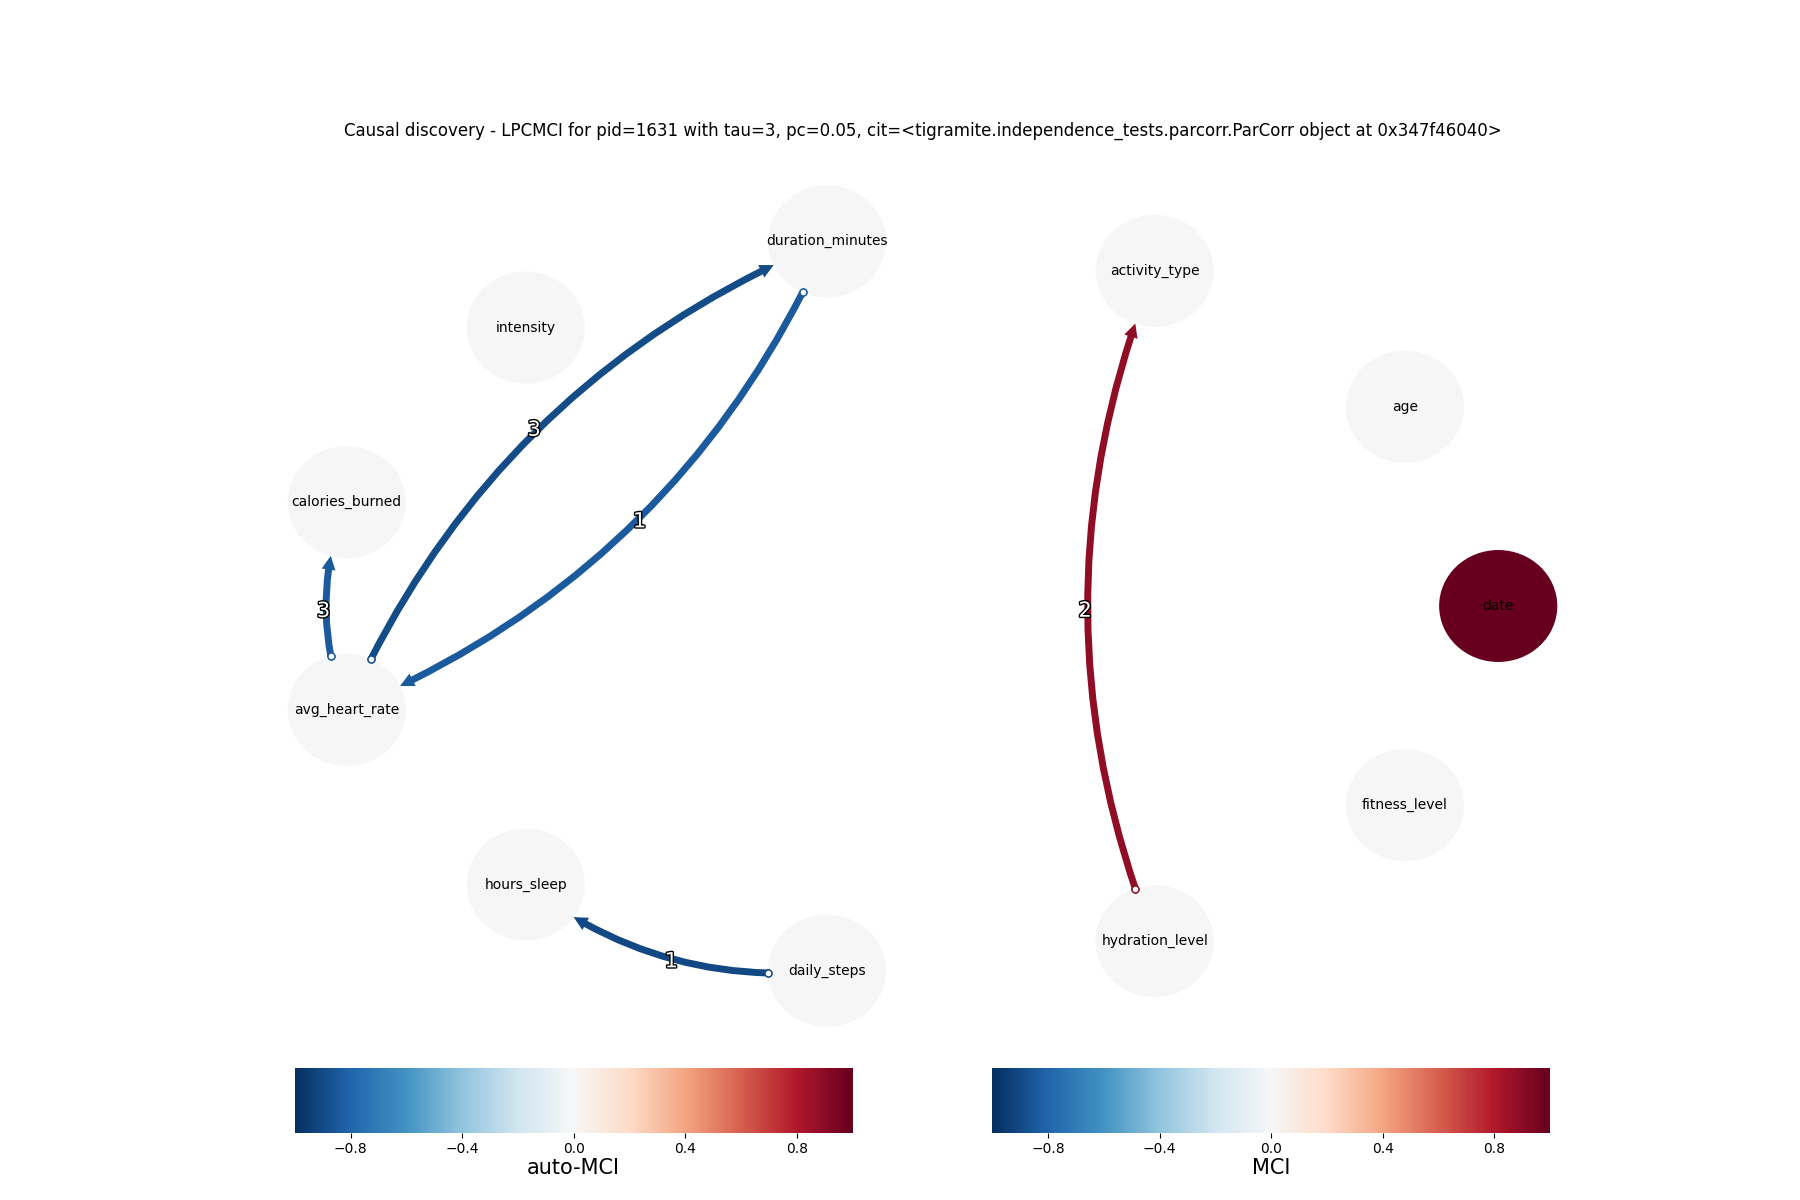 Causal discovery - LPCMCI for pid=1631 with tau=3, pc=0.05, cit=<tigramite.independence_tests.parcorr.ParCorr object at 0x347f46040>
duration_minutes
activity_type
intensity
age
3
calories_burned
1
date
3
2
avg_heart_rate
fitness_level
hours_sleep
hydration_level
1
daily_steps
−0.8 −0.4 0.0 0.4 0.8
auto-MCI
−0.8 −0.4 0.0 0.4 0.8
MCI